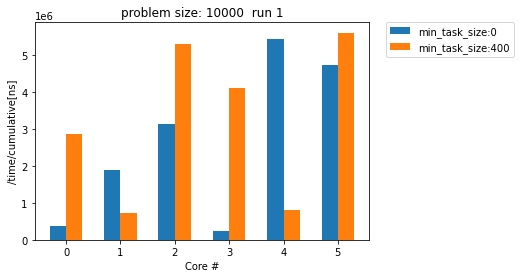 problem size: 10000  run 1
1e6
min_task_size:0
min_task_size:400
/time/cumulative[ns]
5
4
3
2
1
0
0 1 2 3 4 5
Core #